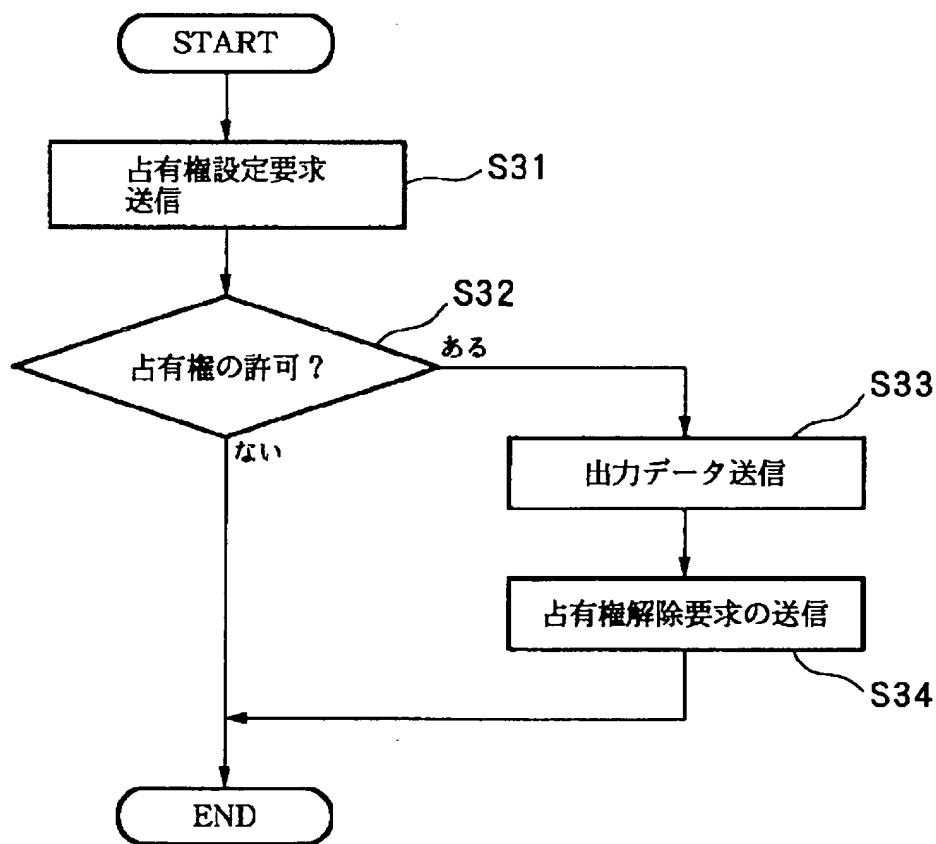 START
占有権設定要求
送信
S31
S32
占有権の許可?
ある
ない
S33
出力データ送信
占有権解除要求の送信
S34
END